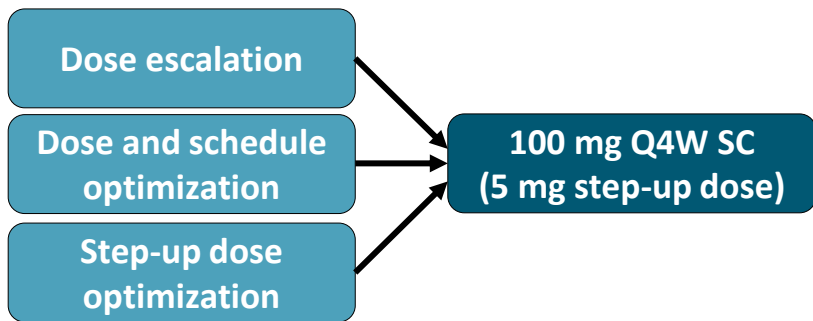 Dose escalation
Dose and schedule
optimization
Step-up dose
optimization
100 mg Q4W SC
(5 mg step-up dose)